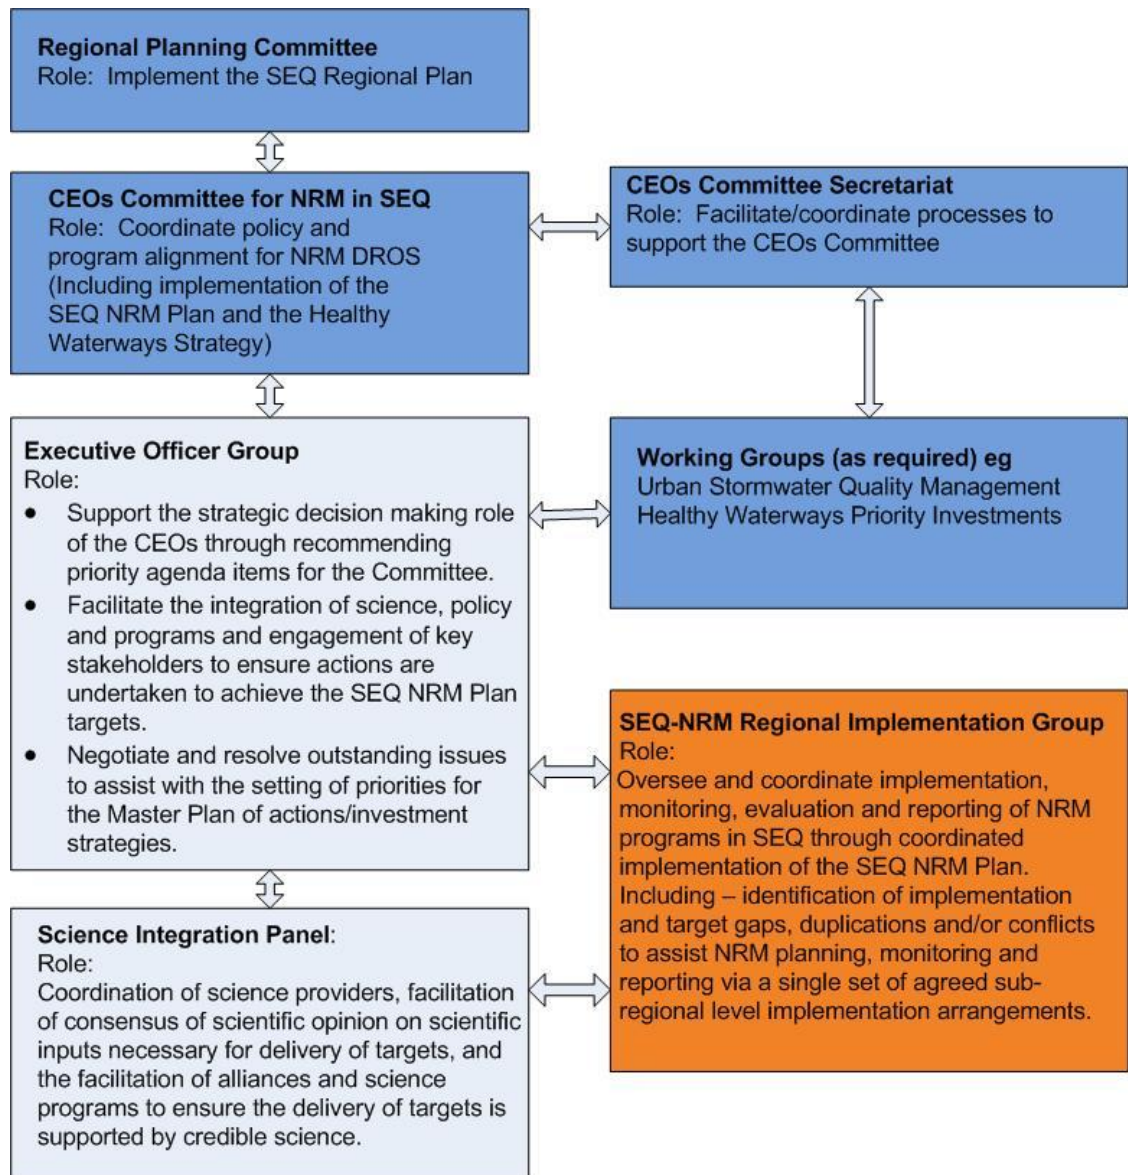 Regional Planning Committee
Role: Implement the SEQ Regional Plan
CEOs Committee for NRM in SEQ
Role: Coordinate policy and
program alignment for NRM DROS
(Including implementation of the
SEQ NRM Plan and the Healthy
Waterways Strategy)
CEOs Committee Secretariat
Role: Facilitate/coordinate processes to
support the CEOs Committee
Executive Officer Group
Role:
• Support the strategic decision making role
of the CEOs through recommending
priority agenda items for the Committee.
• Facilitate the integration of science, policy
and programs and engagement of key
stakeholders to ensure actions are
undertaken to achieve the SEQ NRM Plan
targets.
• Negotiate and resolve outstanding issues
to assist with the setting of priorities for
the Master Plan of actions/investment
strategies.
Working Groups (as required) eg
Urban Stormwater Quality Management
Healthy Waterways Priority Investments
SEQ-NRM Regional Implementation Group
Role:
Oversee and coordinate implementation,
monitoring, evaluation and reporting of NRM
programs in SEQ through coordinated
implementation of the SEQ NRM Plan.
Including – identification of implementation
and target gaps, duplications and/or conflicts
to assist NRM planning, monitoring and
reporting via a single set of agreed sub-
regional level implementation arrangements.
Science Integration Panel:
Role:
Coordination of science providers, facilitation
of consensus of scientific opinion on scientific
inputs necessary for delivery of targets, and
the facilitation of alliances and science
programs to ensure the delivery of targets is
supported by credible science.